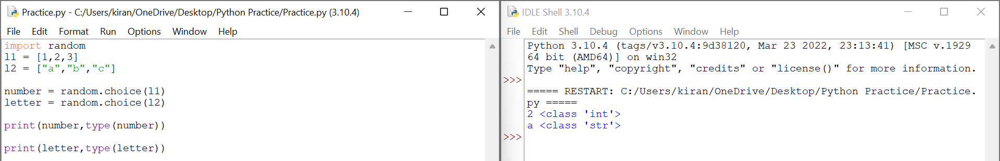 Practice.py - C:/Users/kiran/OneDrive/Desktop/Python Practice/Practice.py (3.10.4)
File Edit Format Run Options Window Help
import random
l1 = [1,2,3]
l2 = ["a","b","c"]
number = random.choice(l1)
letter = random.choice(l2)
print(number,type(number))
print(letter,type(letter))
IDLE Shell 3.10.4
File Edit Shell Debug Options Window Help
Python 3.10.4 (tags/v3.10.4:9d38120, Mar 23 2022, 23:13:41) [MSC v.1929
64 bit (AMD64)] on win32
Type "help", "copyright", "credits" or "license()" for more information.
>>>
===== RESTART: C:/Users/kiran/OneDrive/Desktop/Python Practice/Practice.
py =====
2 <class 'int'>
a <class 'str'>
>>>